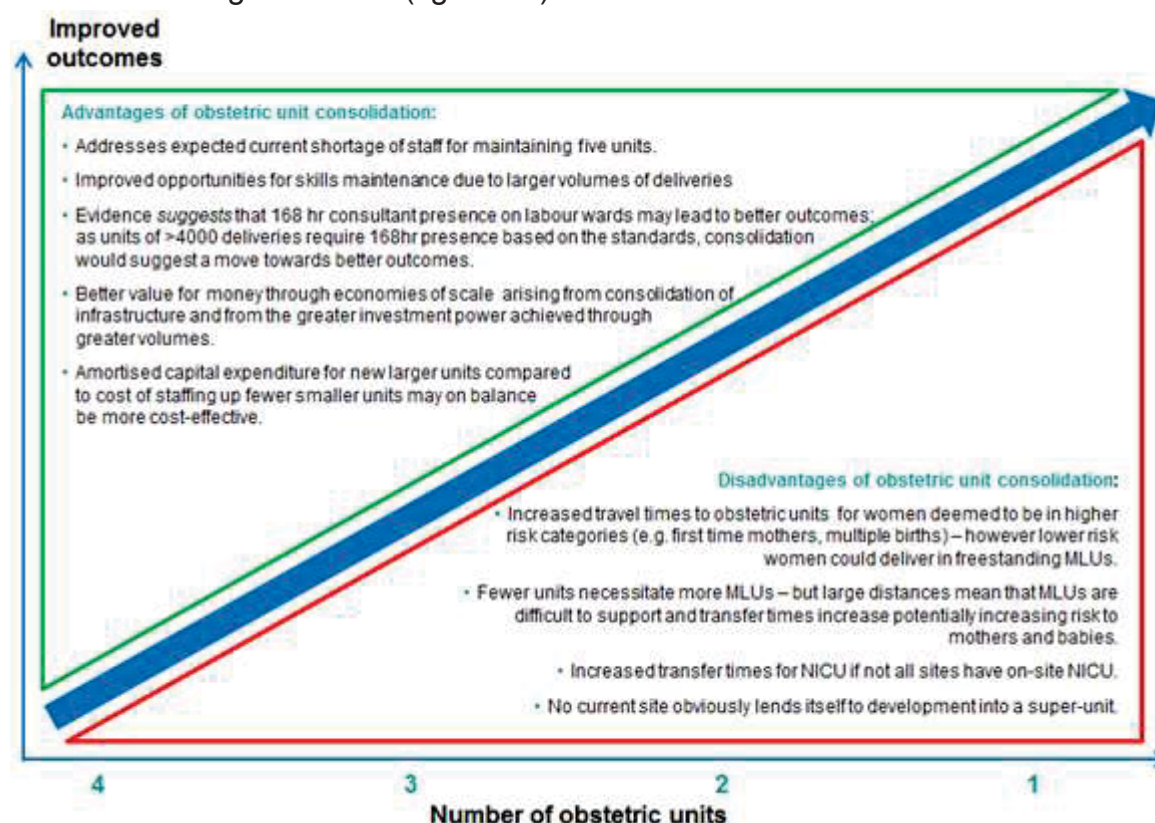 Improved
outcomes
Advantages of obstetric unit consolidation:
• Addresses expected current shortage of staff for maintaining five units.
• Improved opportunities for skills maintenance due to larger volumes of deliveries
• Evidence suggests that 168 hr consultant presence on labour wards may lead to better outcomes;
as units of >4000 deliveries require 168hr presence based on the standards, consolidation
would suggest a move towards better outcomes.
• Better value for money through economies of scale arising from consolidation of
infrastructure and from the greater investment power achieved through
greater volumes.
• Amortised capital expenditure for new larger units compared
to cost of staffing up fewer smaller units may on balance
be more cost-effective.
Disadvantages of obstetric unit consolidation:
• Increased travel times to obstetric units for women deemed to be in higher
risk categories (e.g. first time mothers, multiple births) – however lower risk
women could deliver in freestanding MLUs.
• Fewer units necessitate more MLUs – but large distances mean that MLUs are
difficult to support and transfer times increase potentially increasing risk to
mothers and babies.
• Increased transfer times for NICU if not all sites have on-site NICU.
• No current site obviously lends itself to development into a super-unit.
4 3 2 1
Number of obstetric units